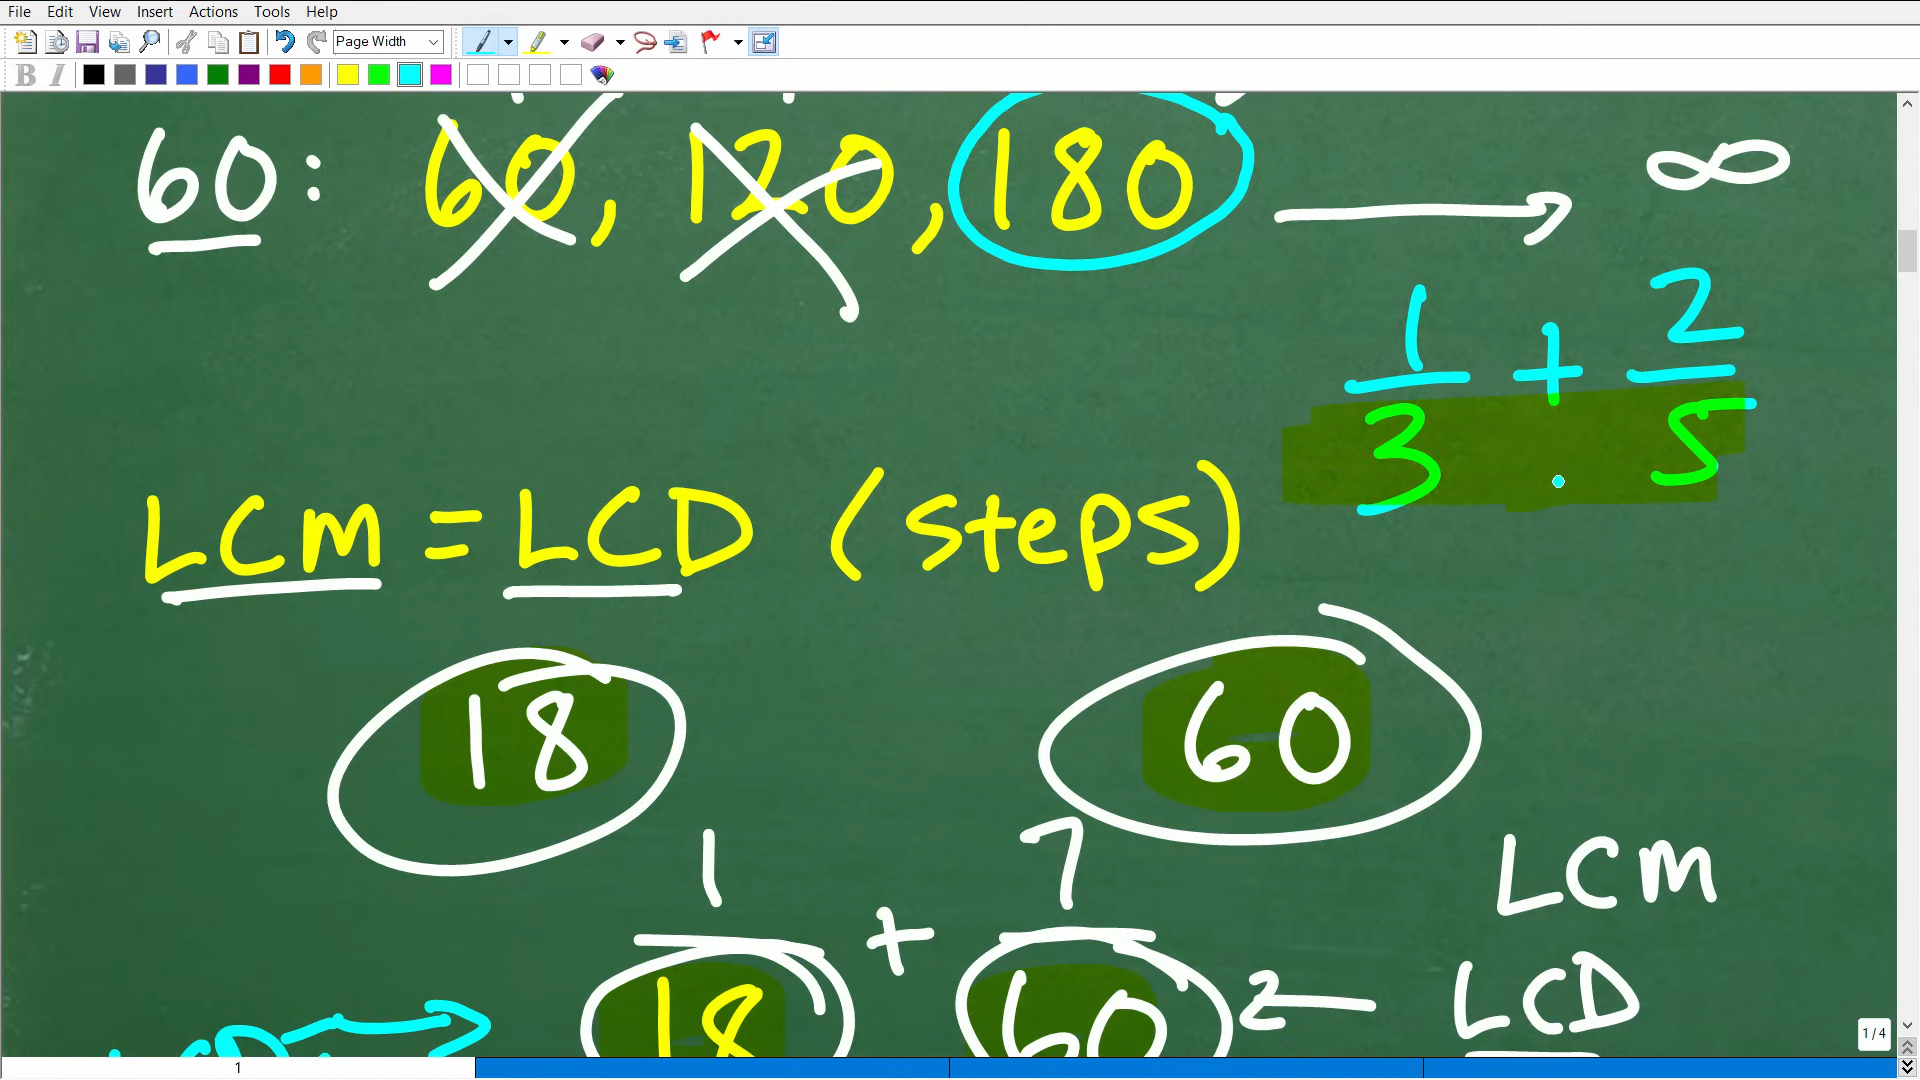 File Edit View Insert Actions Tools Help
Page Width
B I
60: 60, 120, 180 → ∞
1/3 + 2/5
LCm = LCD (steps)
18 60
1 + 7
18 60
LCM
LCD
1 / 4
1